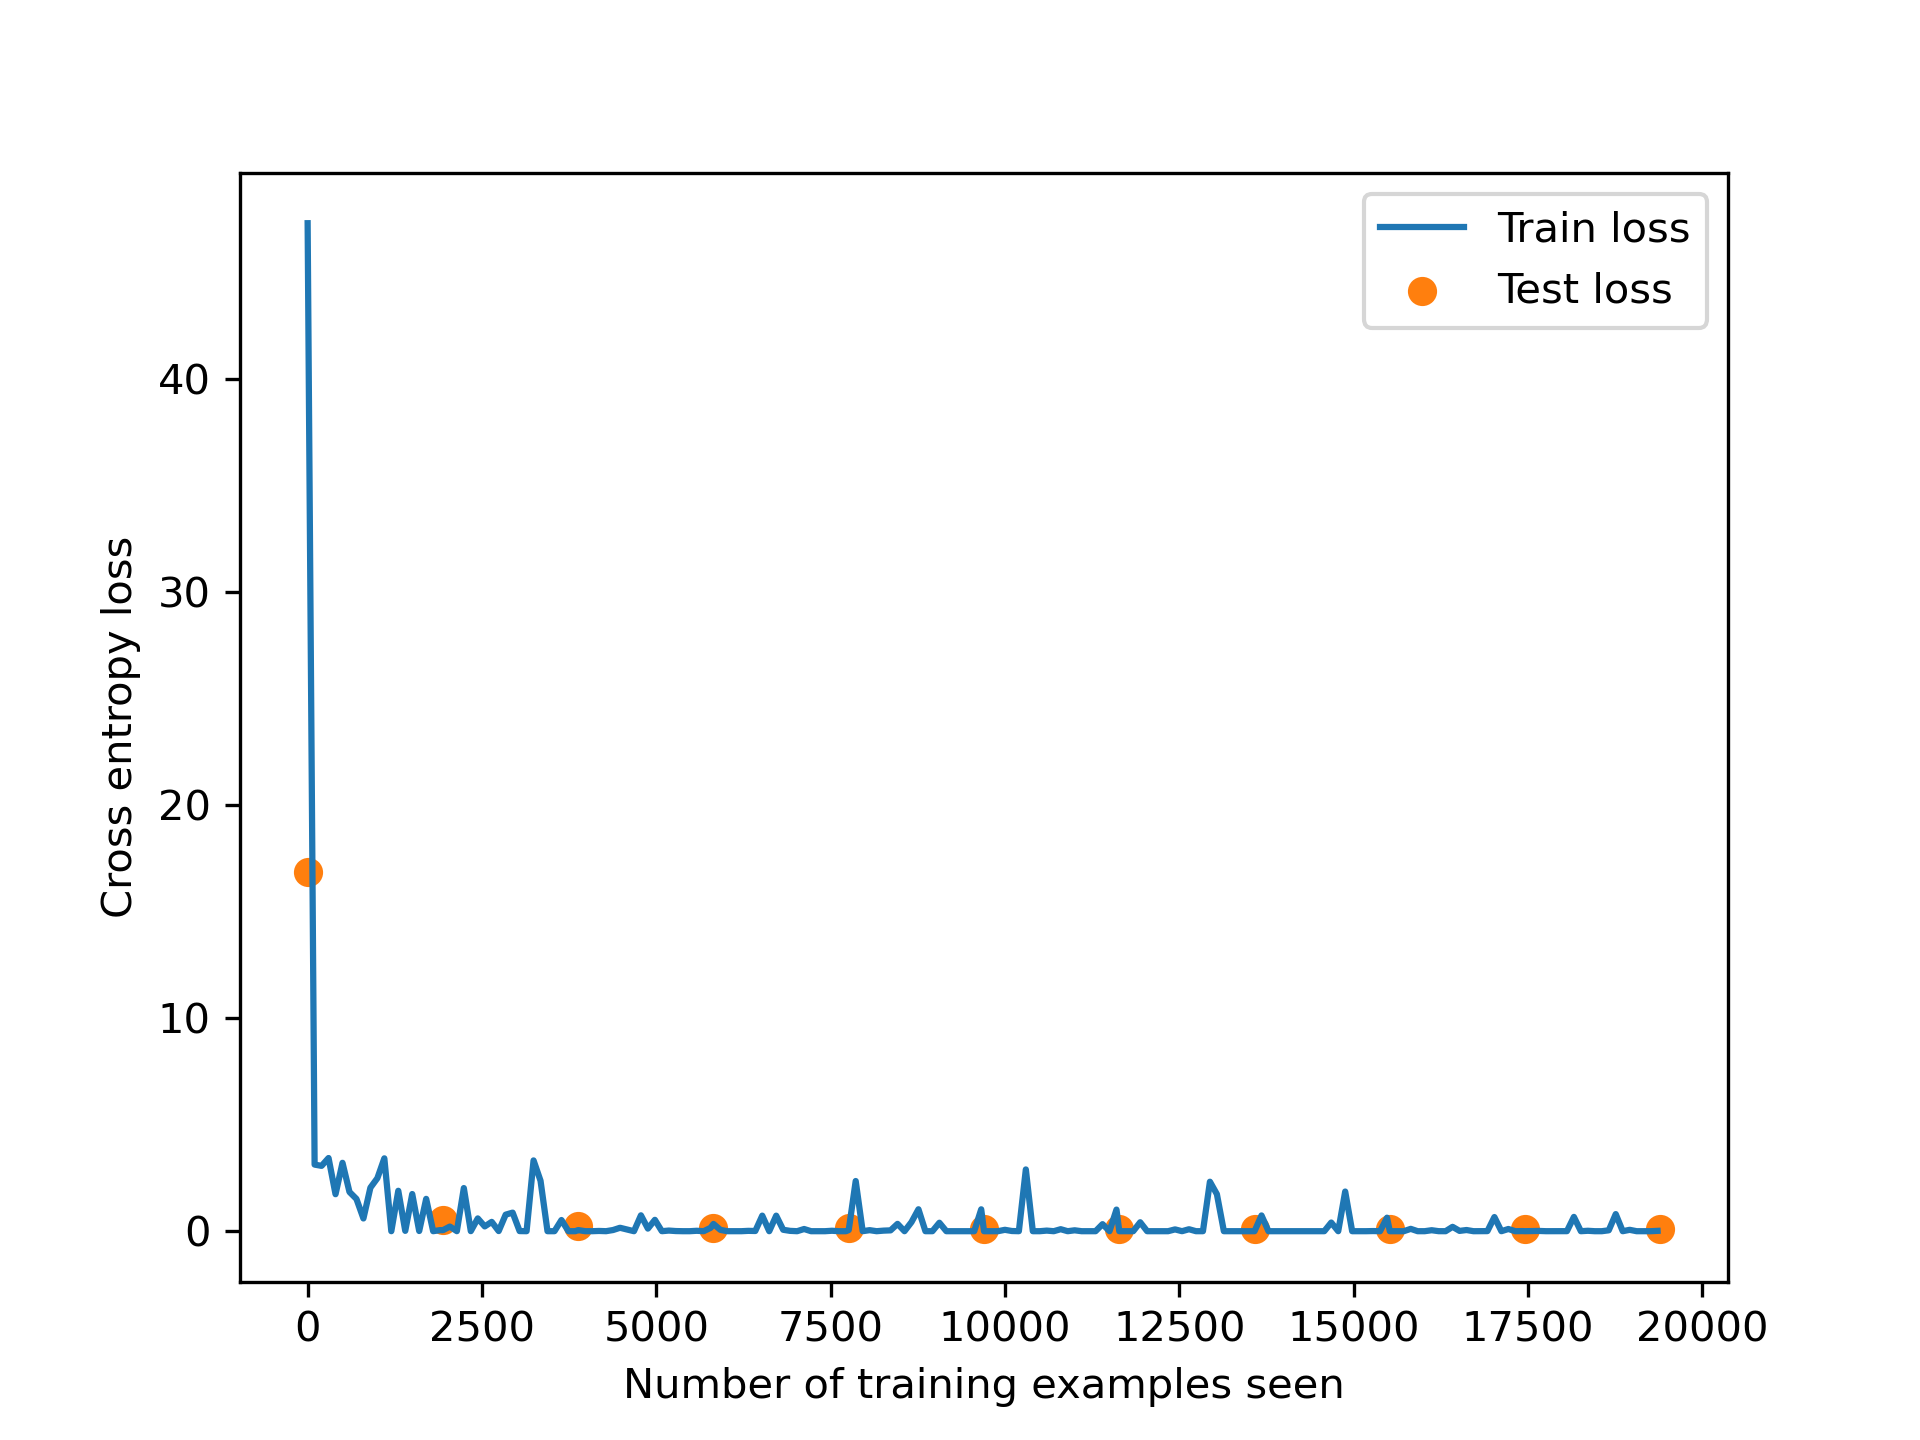 Train loss
Test loss
40
30
20
10
0
Cross entropy loss
0 2500 5000 7500 10000 12500 15000 17500 20000
Number of training examples seen